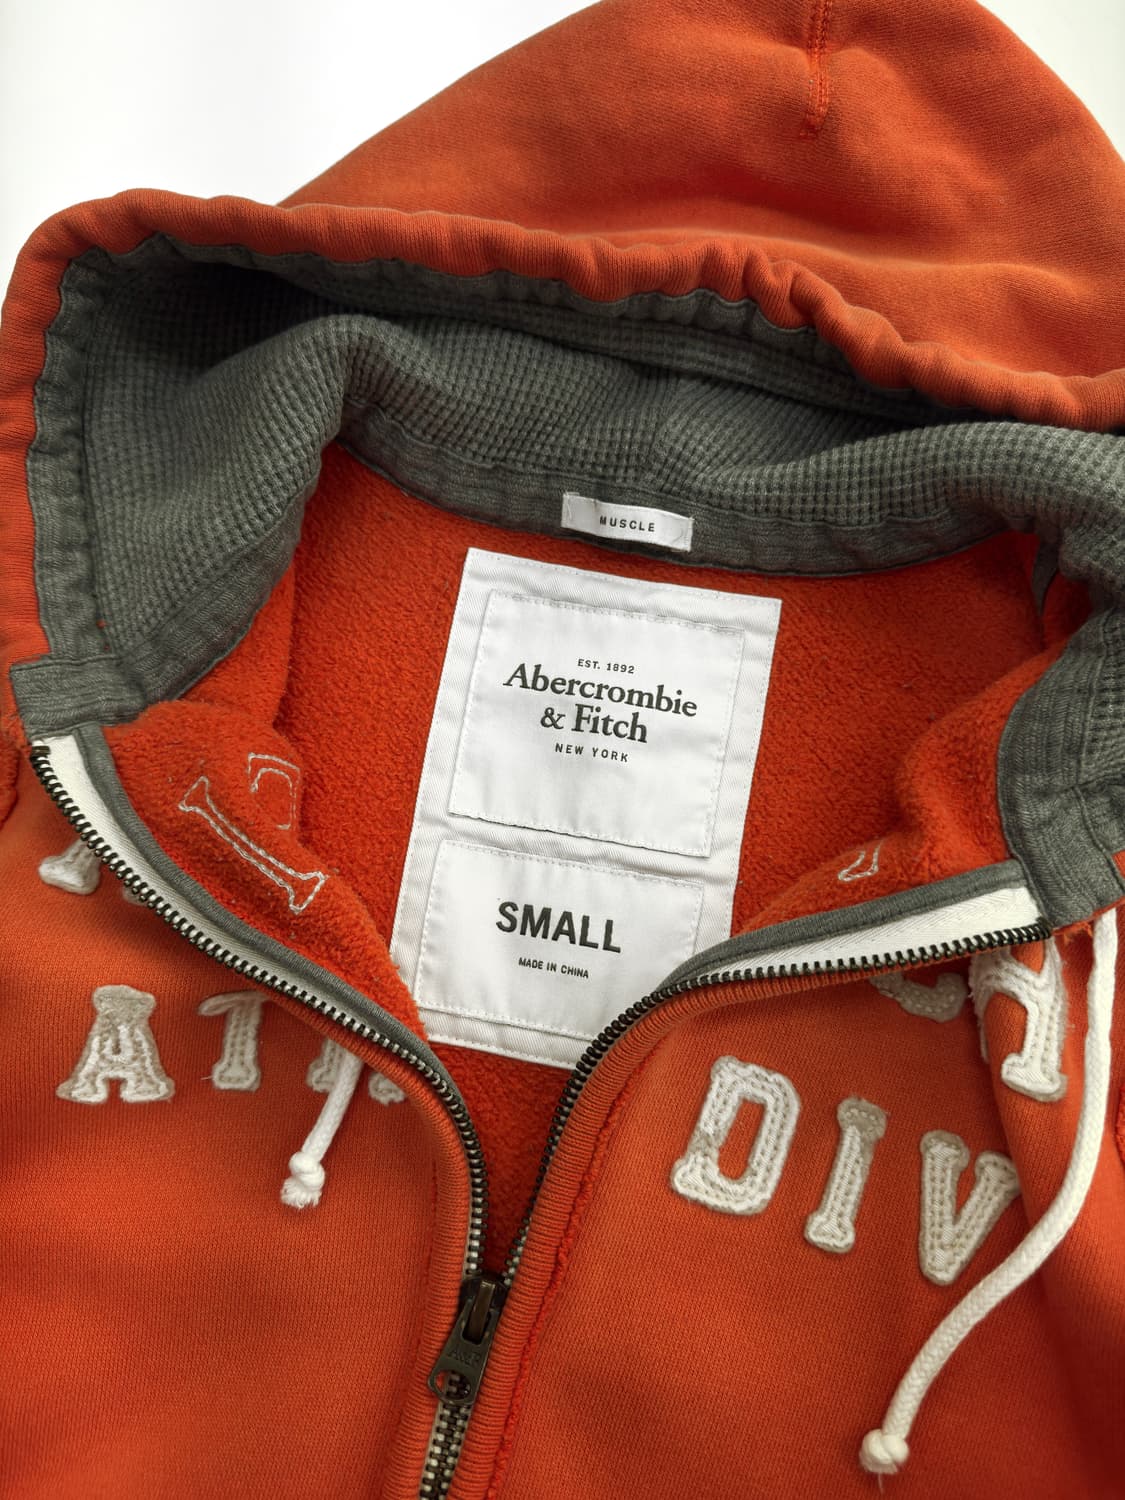 MUSCLE
EST. 1892
Abercrombie
& Fitch
NEW YORK
SMALL
MADE IN CHINA
DIV
A&F